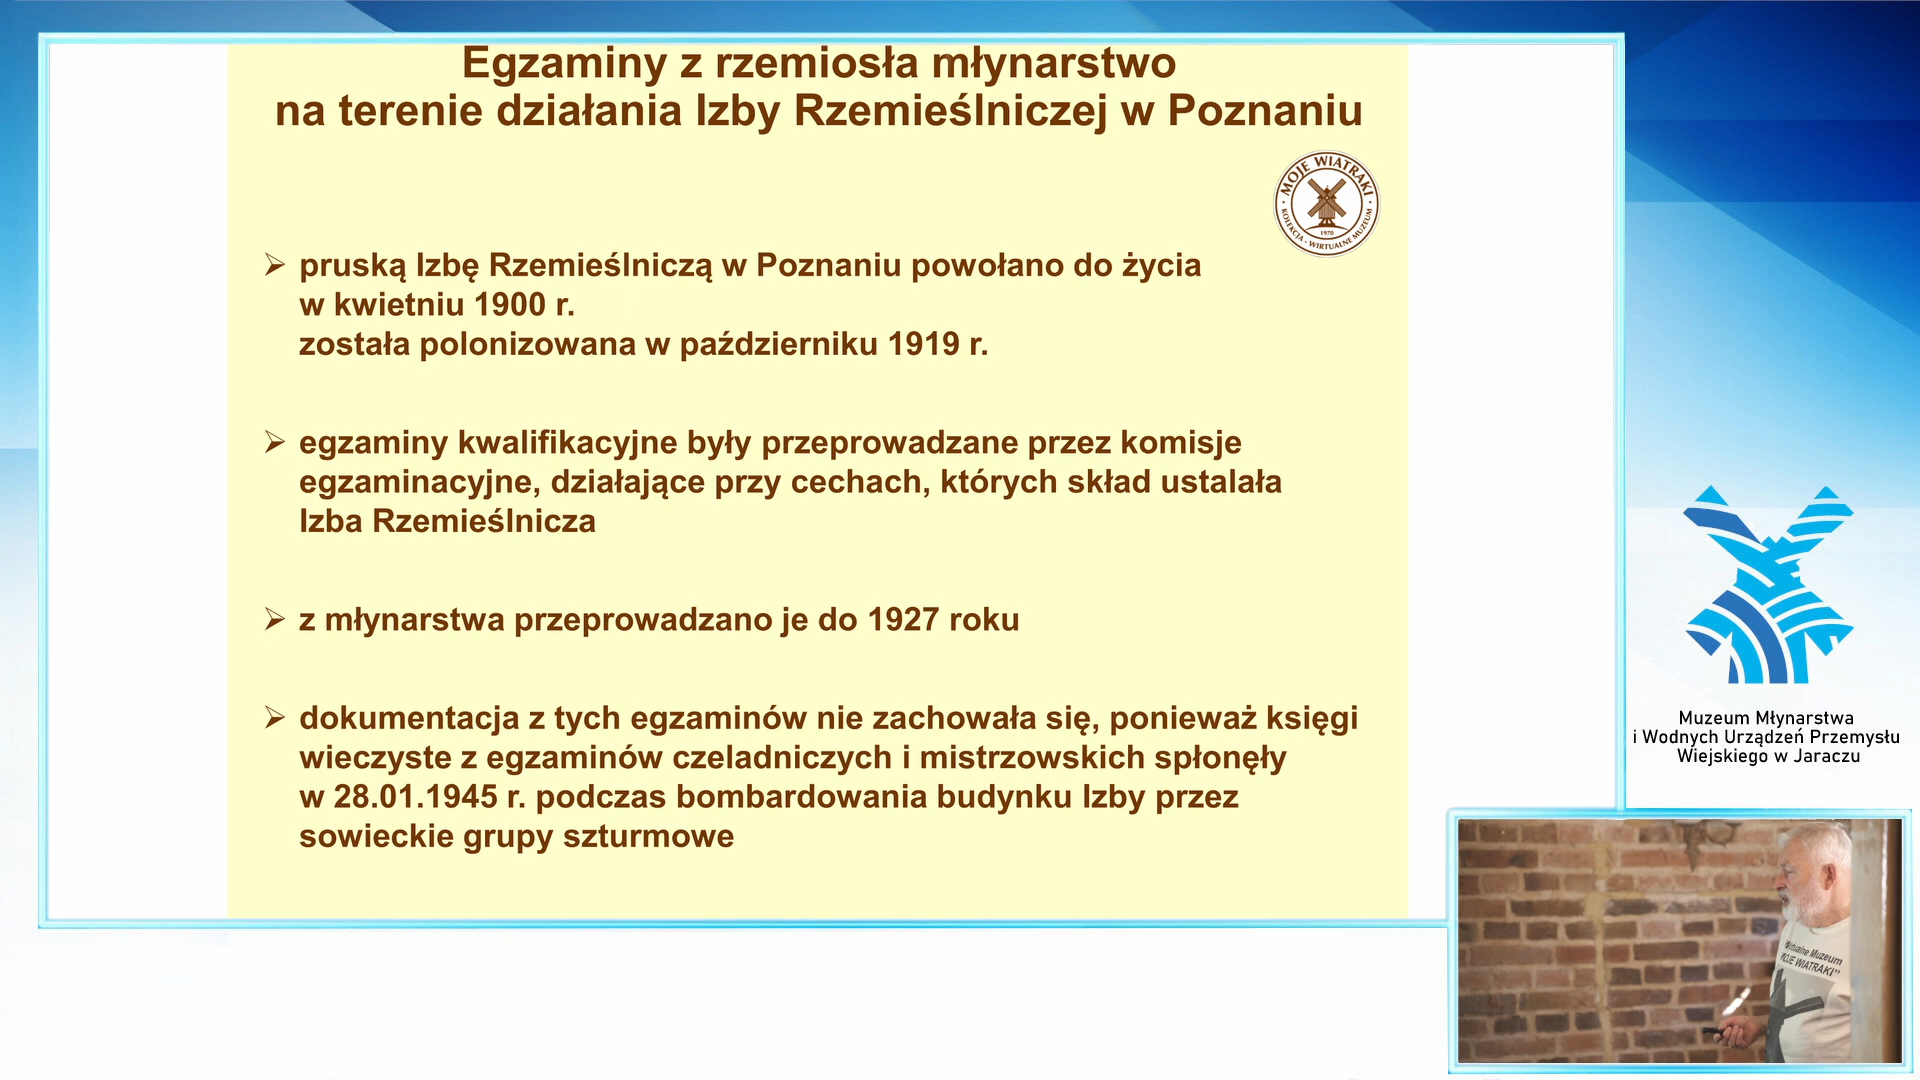 Egzaminy z rzemiosła młynarstwo
na terenie działania Izby Rzemieślniczej w Poznaniu
MOJE WIATRAKI
KOLEKCJA • WIRTUALNE MUZEUM
1970
➢ pruską Izbę Rzemieślniczą w Poznaniu powołano do życia
w kwietniu 1900 r.
została polonizowana w październiku 1919 r.
➢ egzaminy kwalifikacyjne były przeprowadzane przez komisje
egzaminacyjne, działające przy cechach, których skład ustalała
Izba Rzemieślnicza
➢ z młynarstwa przeprowadzano je do 1927 roku
➢ dokumentacja z tych egzaminów nie zachowała się, ponieważ księgi
wieczyste z egzaminów czeladniczych i mistrzowskich spłonęły
w 28.01.1945 r. podczas bombardowania budynku Izby przez
sowieckie grupy szturmowe
Muzeum Młynarstwa
i Wodnych Urządzeń Przemysłu
Wiejskiego w Jaraczu
Wirtualne Muzeum
MOJE WIATRAKI"